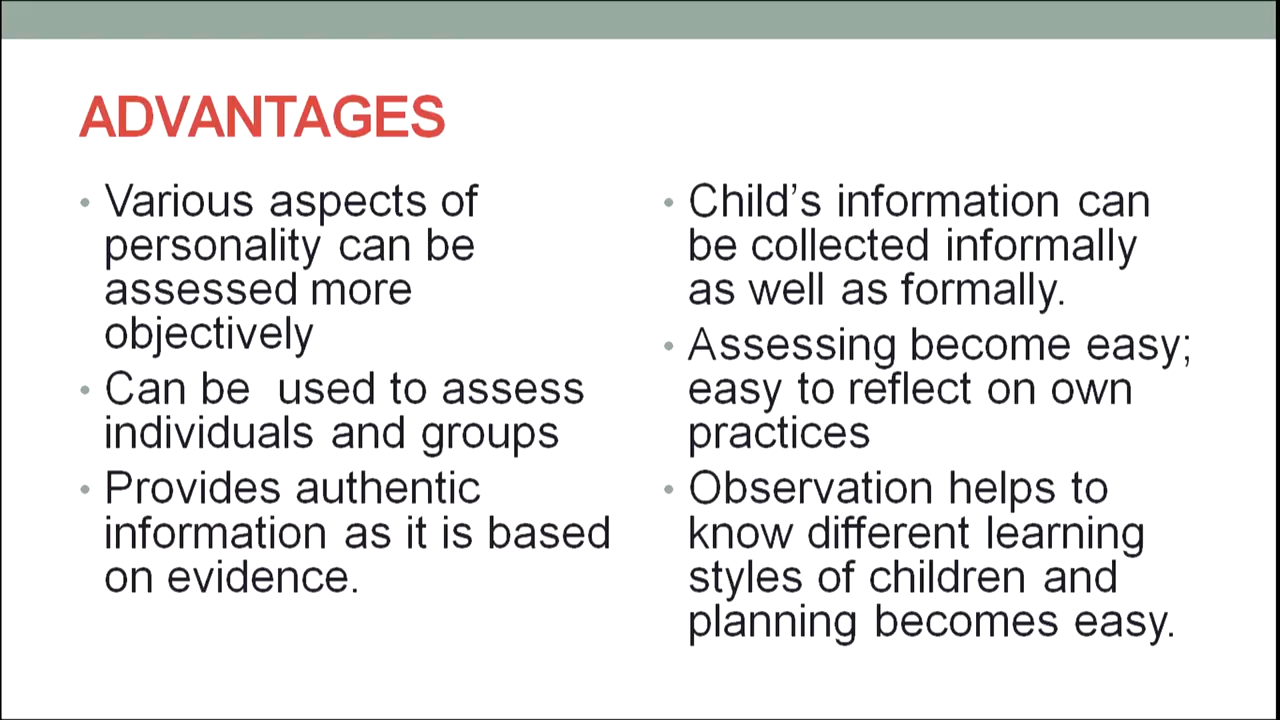 ADVANTAGES
• Various aspects of
personality can be
assessed more
objectively
• Can be  used to assess
individuals and groups
• Provides authentic
information as it is based
on evidence.
• Child’s information can
be collected informally
as well as formally.
• Assessing become easy;
easy to reflect on own
practices
• Observation helps to
know different learning
styles of children and
planning becomes easy.